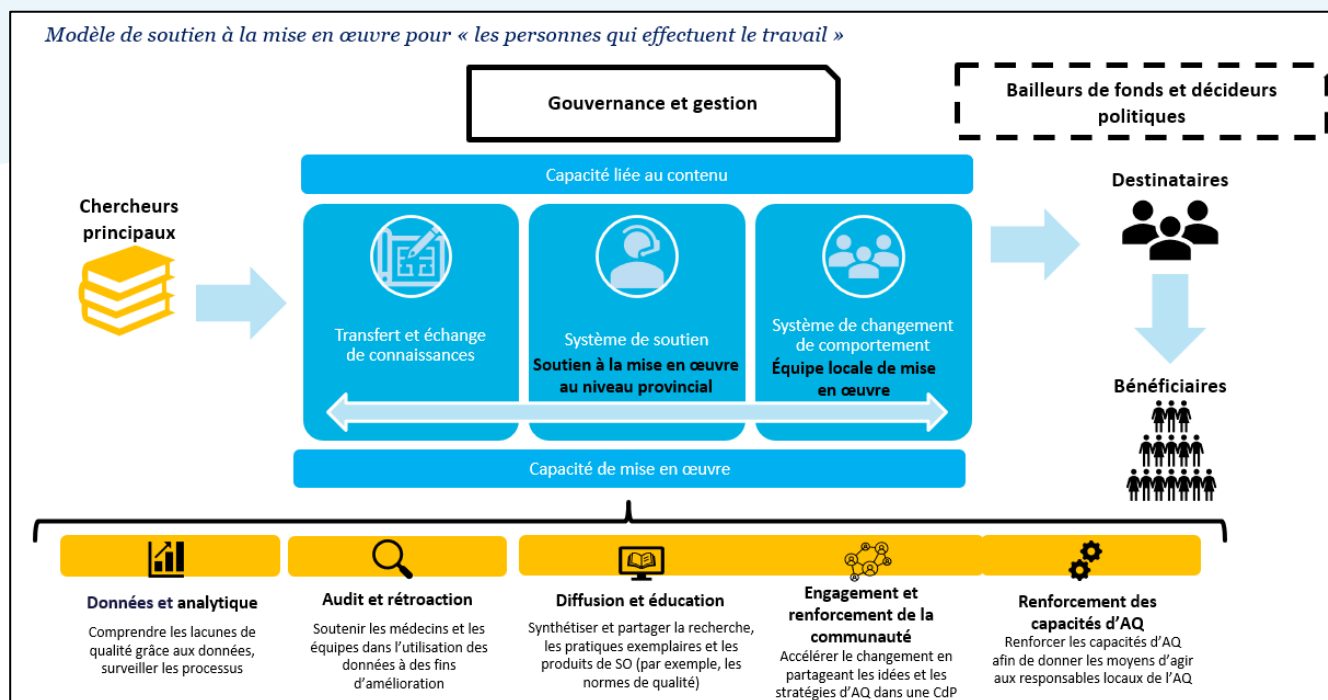 Modèle de soutien à la mise en œuvre pour « les personnes qui effectuent le travail »
Gouvernance et gestion
Bailleurs de fonds et décideurs
politiques
Capacité liée au contenu
Chercheurs
principaux
Transfert et échange
de connaissances
Système de soutien
Soutien à la mise en œuvre
au niveau provincial
Système de changement
de comportement
Équipe locale de mise
en œuvre
Destinataires
Bénéficiaires
Capacité de mise en œuvre
Données et analytique
Comprendre les lacunes de
qualité grâce aux données,
surveiller les processus
Audit et rétroaction
Soutenir les médecins et les
équipes dans l’utilisation des
données à des fins
d’amélioration
Diffusion et éducation
Synthétiser et partager la recherche,
les pratiques exemplaires et les
produits de SO (par exemple, les
normes de qualité)
Engagement et
renforcement de la
communauté
Accélérer le changement en
partageant les idées et les
stratégies d’AQ dans une CdP
Renforcement des
capacités d’AQ
Renforcer les capacités d’AQ
afin de donner les moyens d’agir
aux responsables locaux de l’AQ